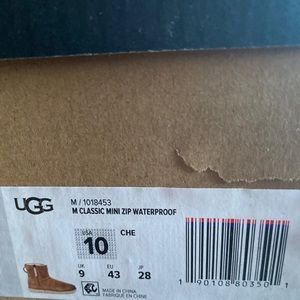 UGG
M / 1018453
M CLASSIC MINI ZIP WATERPROOF
USA
10
CHE
UK EU JP
9 43 28
MADE IN CHINA
FABRIQUÉ EN CHINE
1 90108 80350 1